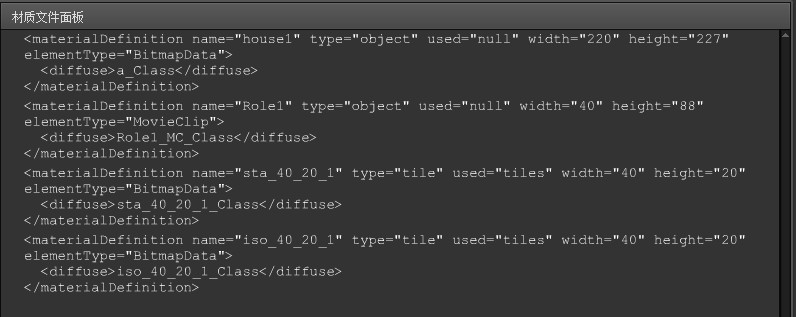 材质文件面板
<materialDefinition name="house1" type="object" used="null" width="220" height="227"
elementType="BitmapData">
<diffuse>a_Class</diffuse>
</materialDefinition>
<materialDefinition name="Role1" type="object" used="null" width="40" height="88"
elementType="MovieClip">
<diffuse>Role1_MC_Class</diffuse>
</materialDefinition>
<materialDefinition name="sta_40_20_1" type="tile" used="tiles" width="40" height="20"
elementType="BitmapData">
<diffuse>sta_40_20_1_Class</diffuse>
</materialDefinition>
<materialDefinition name="iso_40_20_1" type="tile" used="tiles" width="40" height="20"
elementType="BitmapData">
<diffuse>iso_40_20_1_Class</diffuse>
</materialDefinition>